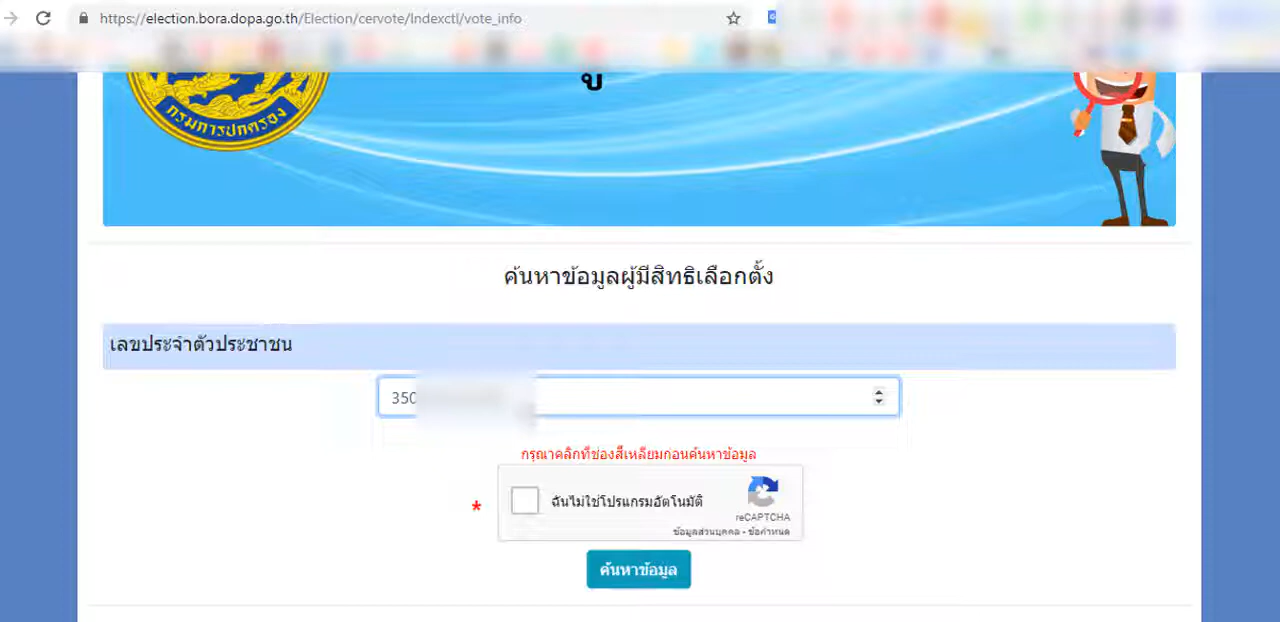 https://election.bora.dopa.go.th/Election/cervote/Indexctl/vote_info
กรมการปกครอง
ค้นหาข้อมูลผู้มีสิทธิเลือกตั้ง
เลขประจำตัวประชาชน
350
กรุณาคลิกที่ช่องสี่เหลี่ยมก่อนค้นหาข้อมูล
* ฉันไม่ใช่โปรแกรมอัตโนมัติ
reCAPTCHA
ข้อมูลส่วนบุคคล - ข้อกำหนด
ค้นหาข้อมูล